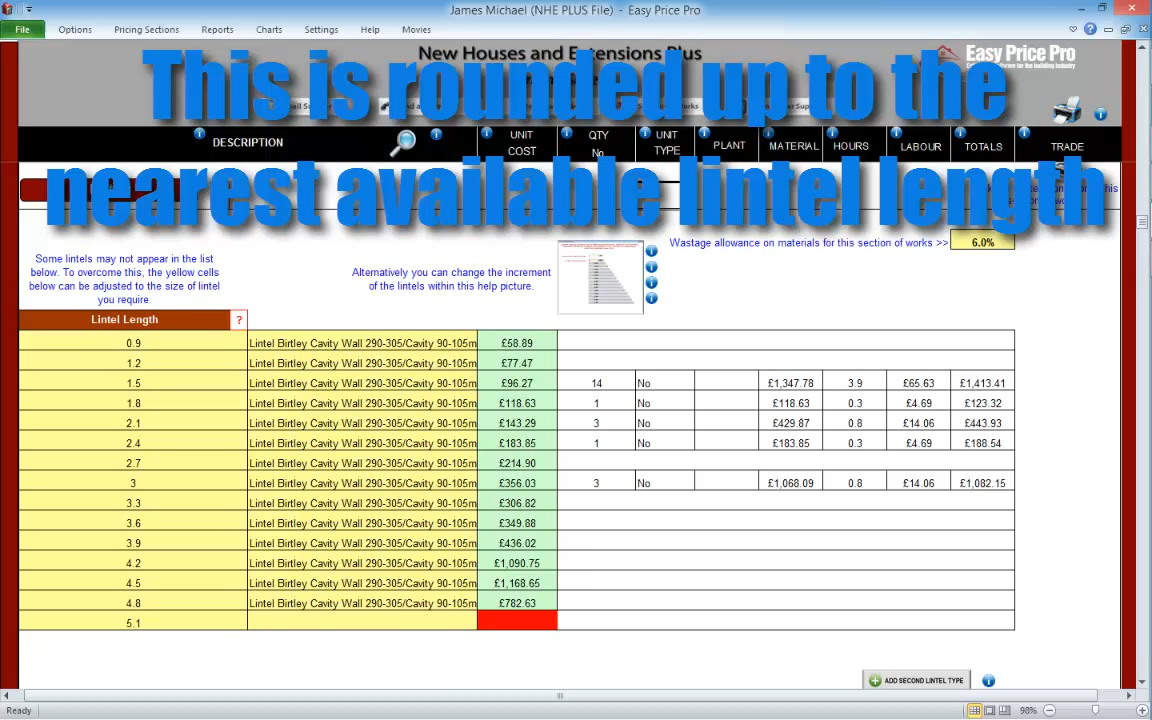 James Michael (NHE PLUS File) - Easy Price Pro
File Options Pricing Sections Reports Charts Settings Help Movies
New Houses and Extensions Plus
Easy Price Pro
This is rounded up to the
nearest available lintel length
DESCRIPTION UNIT COST QTY No UNIT TYPE PLANT MATERIAL HOURS LABOUR TOTALS TRADE
Wastage allowance on materials for this section of works >> 6.0%
Some lintels may not appear in the list
below. To overcome this, the yellow cells
below can be adjusted to the size of lintel
you require.
Alternatively you can change the increment
of the lintels within this help picture.
Lintel Length ?
0.9 Lintel Birtley Cavity Wall 290-305/Cavity 90-105m £58.89
1.2 Lintel Birtley Cavity Wall 290-305/Cavity 90-105m £77.47
1.5 Lintel Birtley Cavity Wall 290-305/Cavity 90-105m £96.27 14 No £1,347.78 3.9 £65.63 £1,413.41
1.8 Lintel Birtley Cavity Wall 290-305/Cavity 90-105m £118.63 1 No £118.63 0.3 £4.69 £123.32
2.1 Lintel Birtley Cavity Wall 290-305/Cavity 90-105m £143.29 3 No £429.87 0.8 £14.06 £443.93
2.4 Lintel Birtley Cavity Wall 290-305/Cavity 90-105m £183.85 1 No £183.85 0.3 £4.69 £188.54
2.7 Lintel Birtley Cavity Wall 290-305/Cavity 90-105m £214.90
3 Lintel Birtley Cavity Wall 290-305/Cavity 90-105m £356.03 3 No £1,068.09 0.8 £14.06 £1,082.15
3.3 Lintel Birtley Cavity Wall 290-305/Cavity 90-105m £306.82
3.6 Lintel Birtley Cavity Wall 290-305/Cavity 90-105m £349.88
3.9 Lintel Birtley Cavity Wall 290-305/Cavity 90-105m £436.02
4.2 Lintel Birtley Cavity Wall 290-305/Cavity 90-105m £1,090.75
4.5 Lintel Birtley Cavity Wall 290-305/Cavity 90-105m £1,168.65
4.8 Lintel Birtley Cavity Wall 290-305/Cavity 90-105m £782.63
5.1
ADD SECOND LINTEL TYPE
Ready 98%